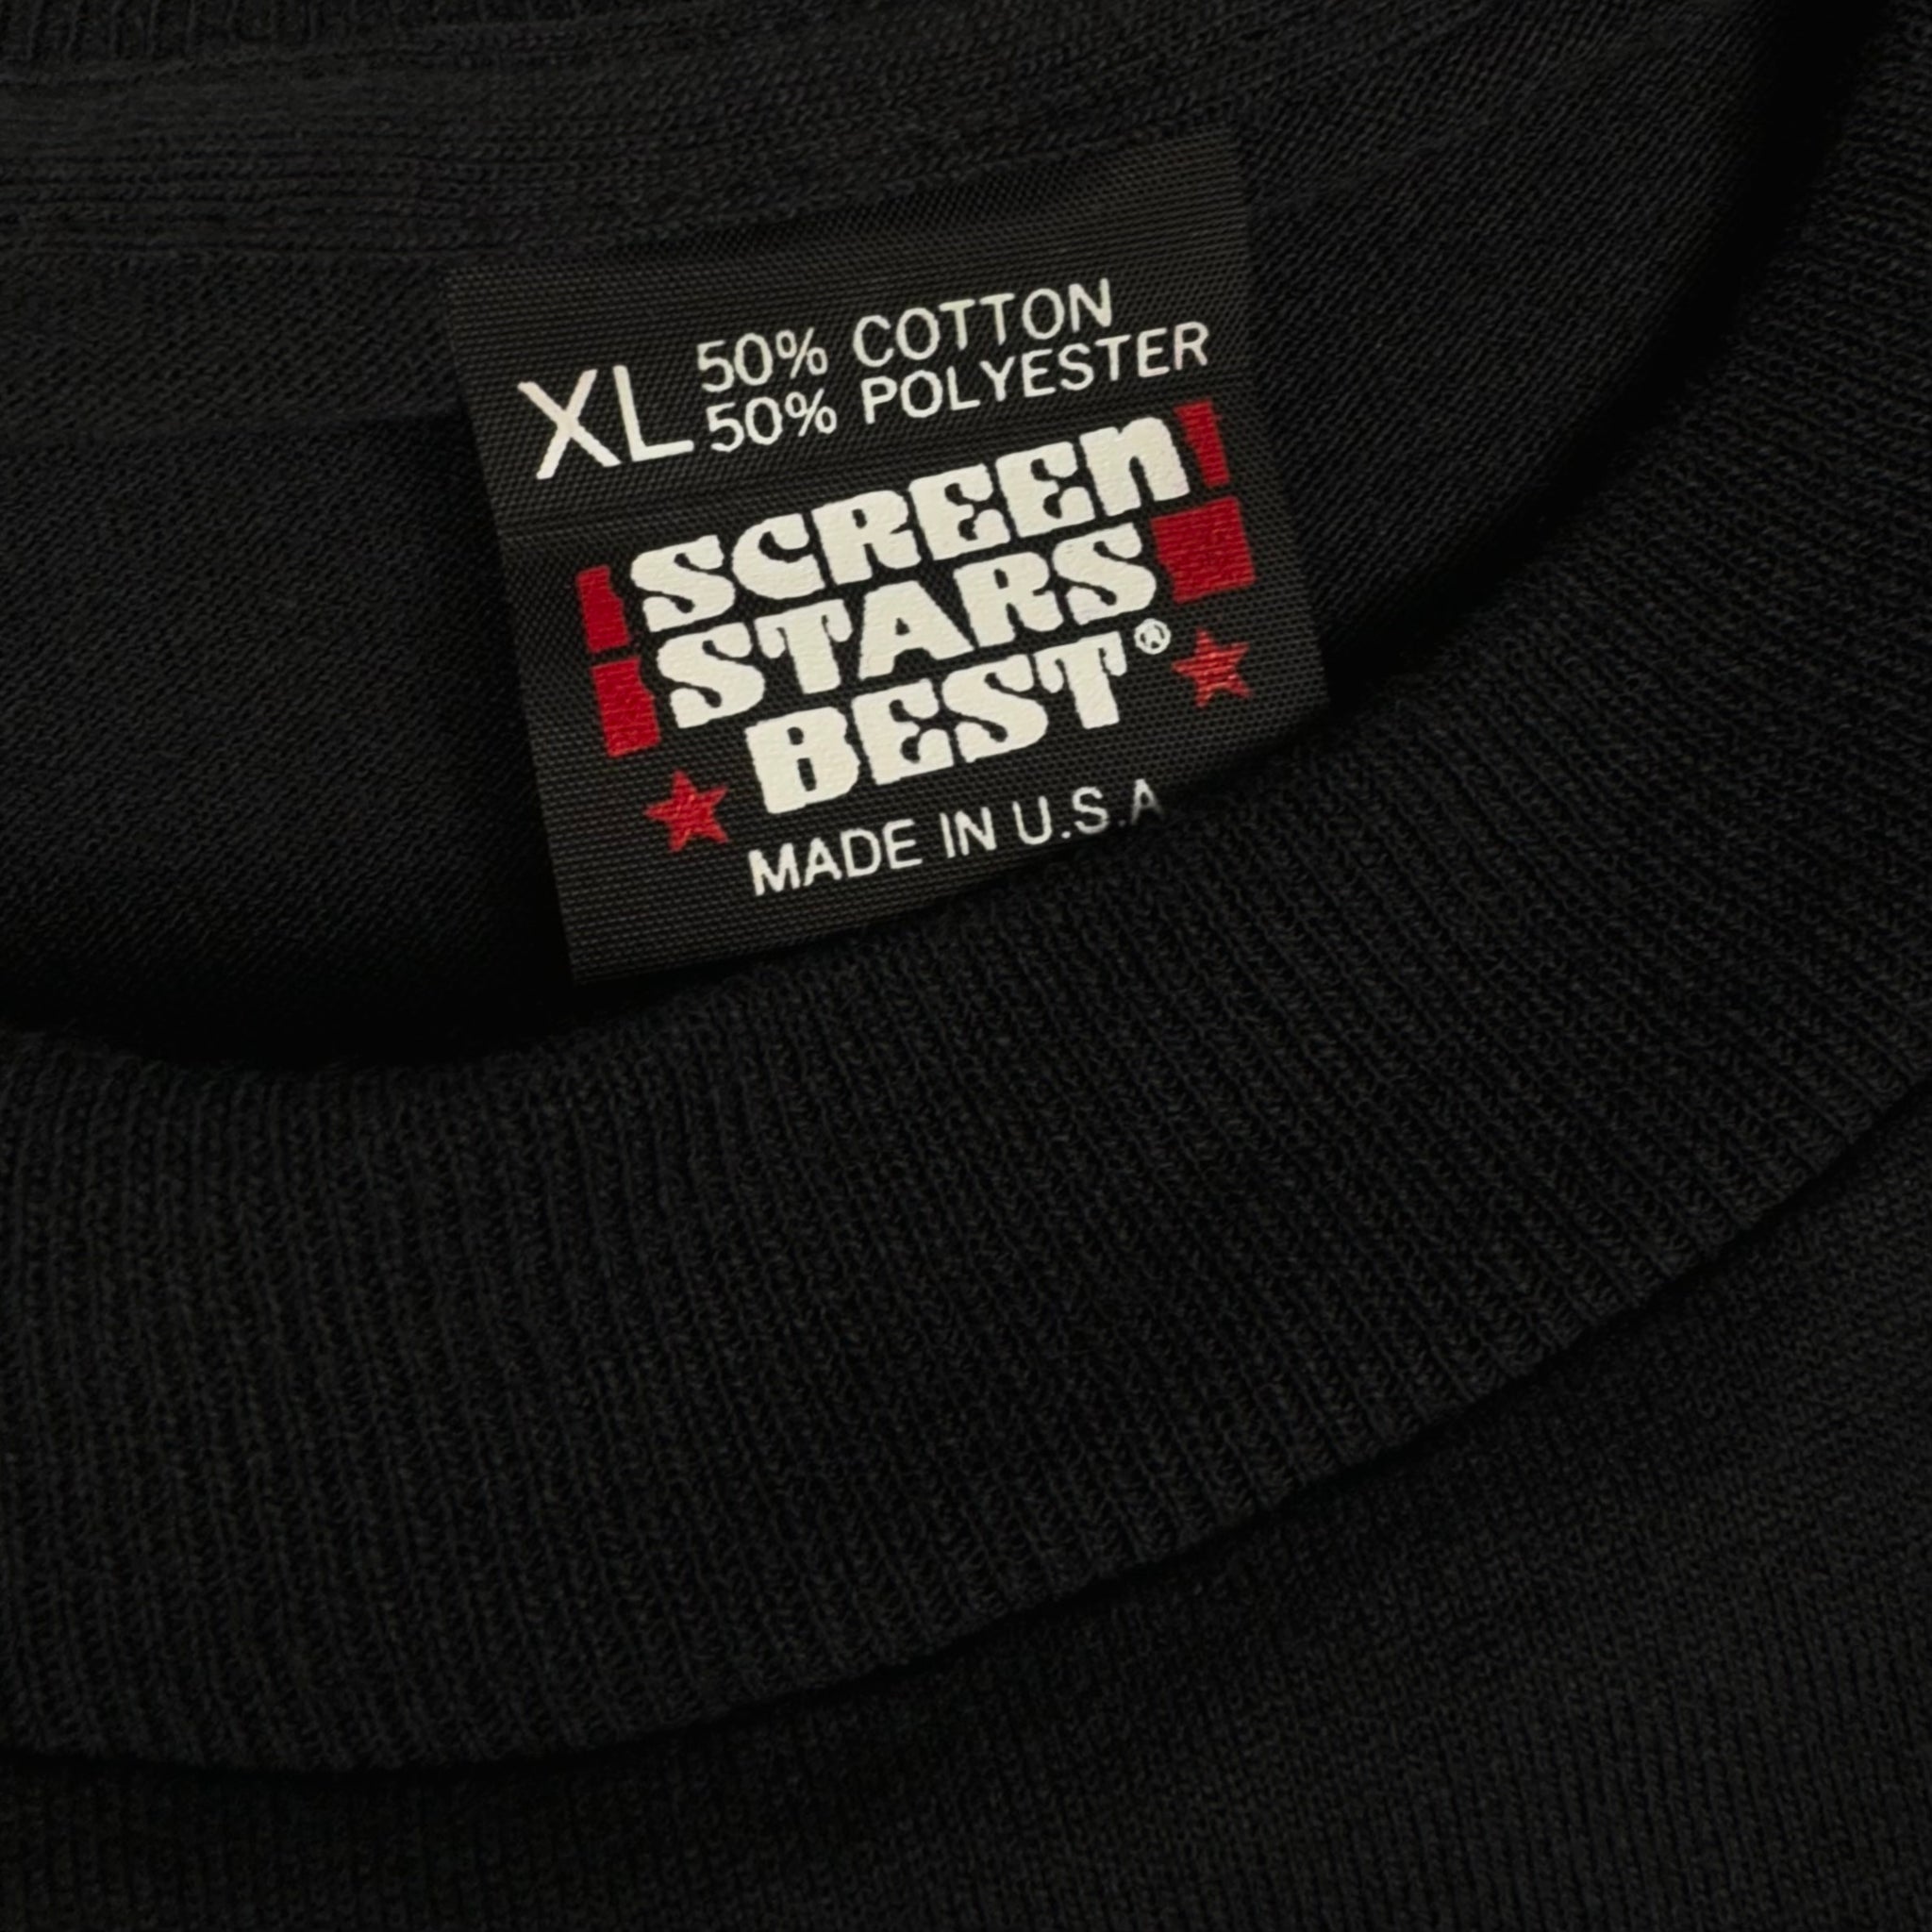 XL 50% COTTON
50% POLYESTER
SCREEN
STARS
BEST®
MADE IN U.S.A